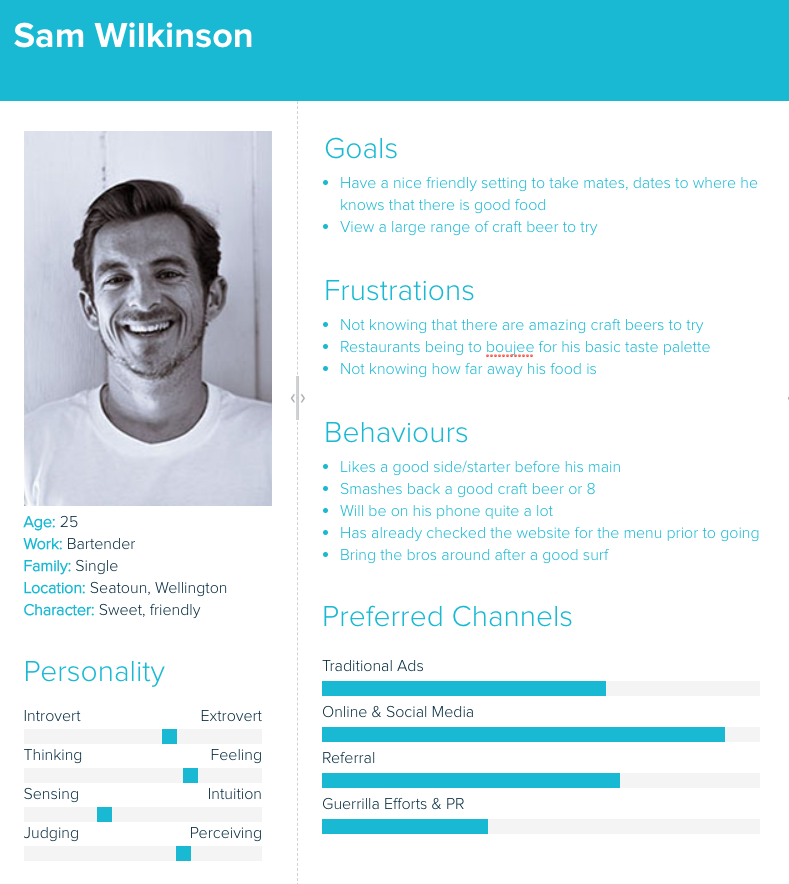 Sam Wilkinson
Age: 25
Work: Bartender
Family: Single
Location: Seatoun, Wellington
Character: Sweet, friendly
Personality
Introvert Extrovert
Thinking Feeling
Sensing Intuition
Judging Perceiving
Goals
• Have a nice friendly setting to take mates, dates to where he
knows that there is good food
• View a large range of craft beer to try
Frustrations
• Not knowing that there are amazing craft beers to try
• Restaurants being to boujee for his basic taste palette
• Not knowing how far away his food is
Behaviours
• Likes a good side/starter before his main
• Smashes back a good craft beer or 8
• Will be on his phone quite a lot
• Has already checked the website for the menu prior to going
• Bring the bros around after a good surf
Preferred Channels
Traditional Ads
Online & Social Media
Referral
Guerrilla Efforts & PR